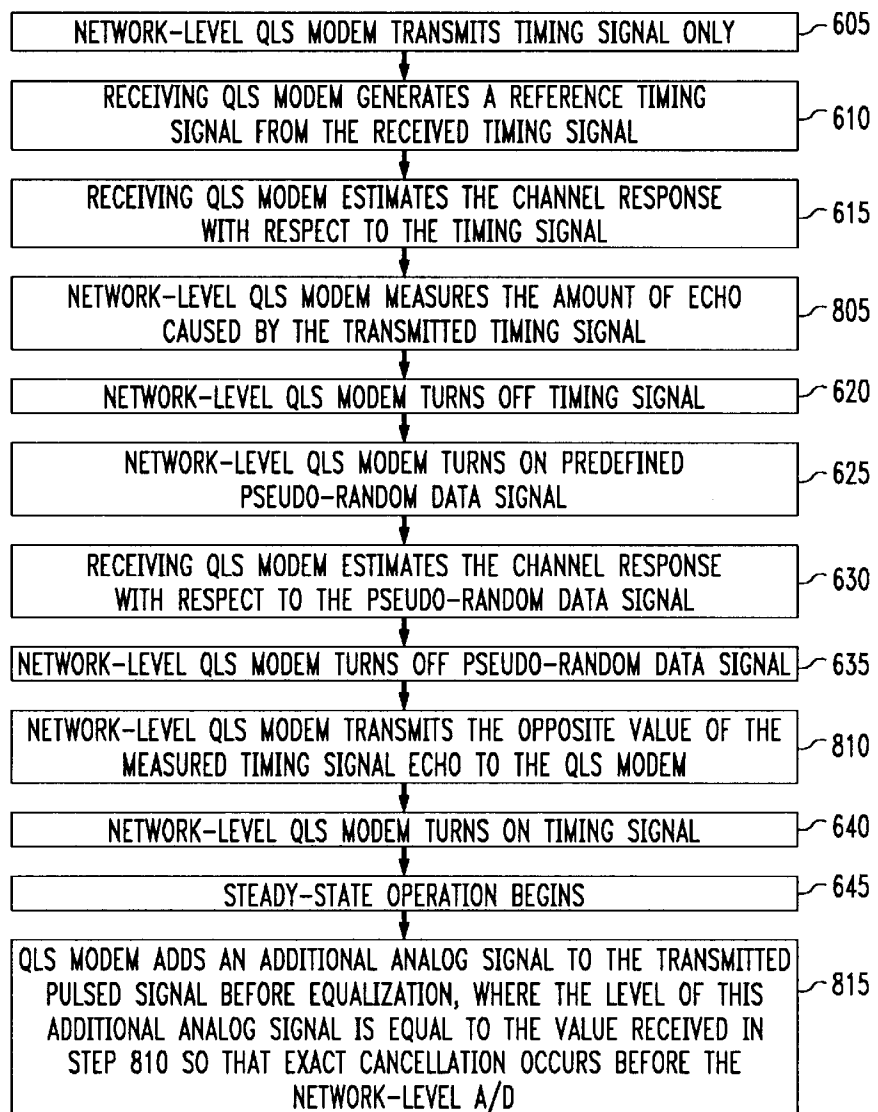 NETWORK-LEVEL QLS MODEM TRANSMITS TIMING SIGNAL ONLY
605
RECEIVING QLS MODEM GENERATES A REFERENCE TIMING
SIGNAL FROM THE RECEIVED TIMING SIGNAL
610
RECEIVING QLS MODEM ESTIMATES THE CHANNEL RESPONSE
WITH RESPECT TO THE TIMING SIGNAL
615
NETWORK-LEVEL QLS MODEM MEASURES THE AMOUNT OF ECHO
CAUSED BY THE TRANSMITTED TIMING SIGNAL
805
NETWORK-LEVEL QLS MODEM TURNS OFF TIMING SIGNAL
620
NETWORK-LEVEL QLS MODEM TURNS ON PREDEFINED
PSEUDO-RANDOM DATA SIGNAL
625
RECEIVING QLS MODEM ESTIMATES THE CHANNEL RESPONSE
WITH RESPECT TO THE PSEUDO-RANDOM DATA SIGNAL
630
NETWORK-LEVEL QLS MODEM TURNS OFF PSEUDO-RANDOM DATA SIGNAL
635
NETWORK-LEVEL QLS MODEM TRANSMITS THE OPPOSITE VALUE OF THE
MEASURED TIMING SIGNAL ECHO TO THE QLS MODEM
810
NETWORK-LEVEL QLS MODEM TURNS ON TIMING SIGNAL
640
STEADY-STATE OPERATION BEGINS
645
QLS MODEM ADDS AN ADDITIONAL ANALOG SIGNAL TO THE TRANSMITTED
PULSED SIGNAL BEFORE EQUALIZATION, WHERE THE LEVEL OF THIS
ADDITIONAL ANALOG SIGNAL IS EQUAL TO THE VALUE RECEIVED IN
STEP 810 SO THAT EXACT CANCELLATION OCCURS BEFORE THE
NETWORK-LEVEL A/D
815